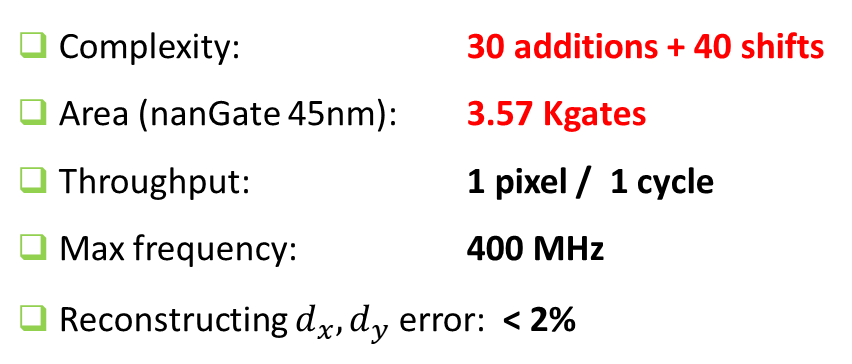 Complexity: 30 additions + 40 shifts
Area (nanGate 45nm): 3.57 Kgates
Throughput: 1 pixel / 1 cycle
Max frequency: 400 MHz
Reconstructing dₓ, dᵧ error: < 2%